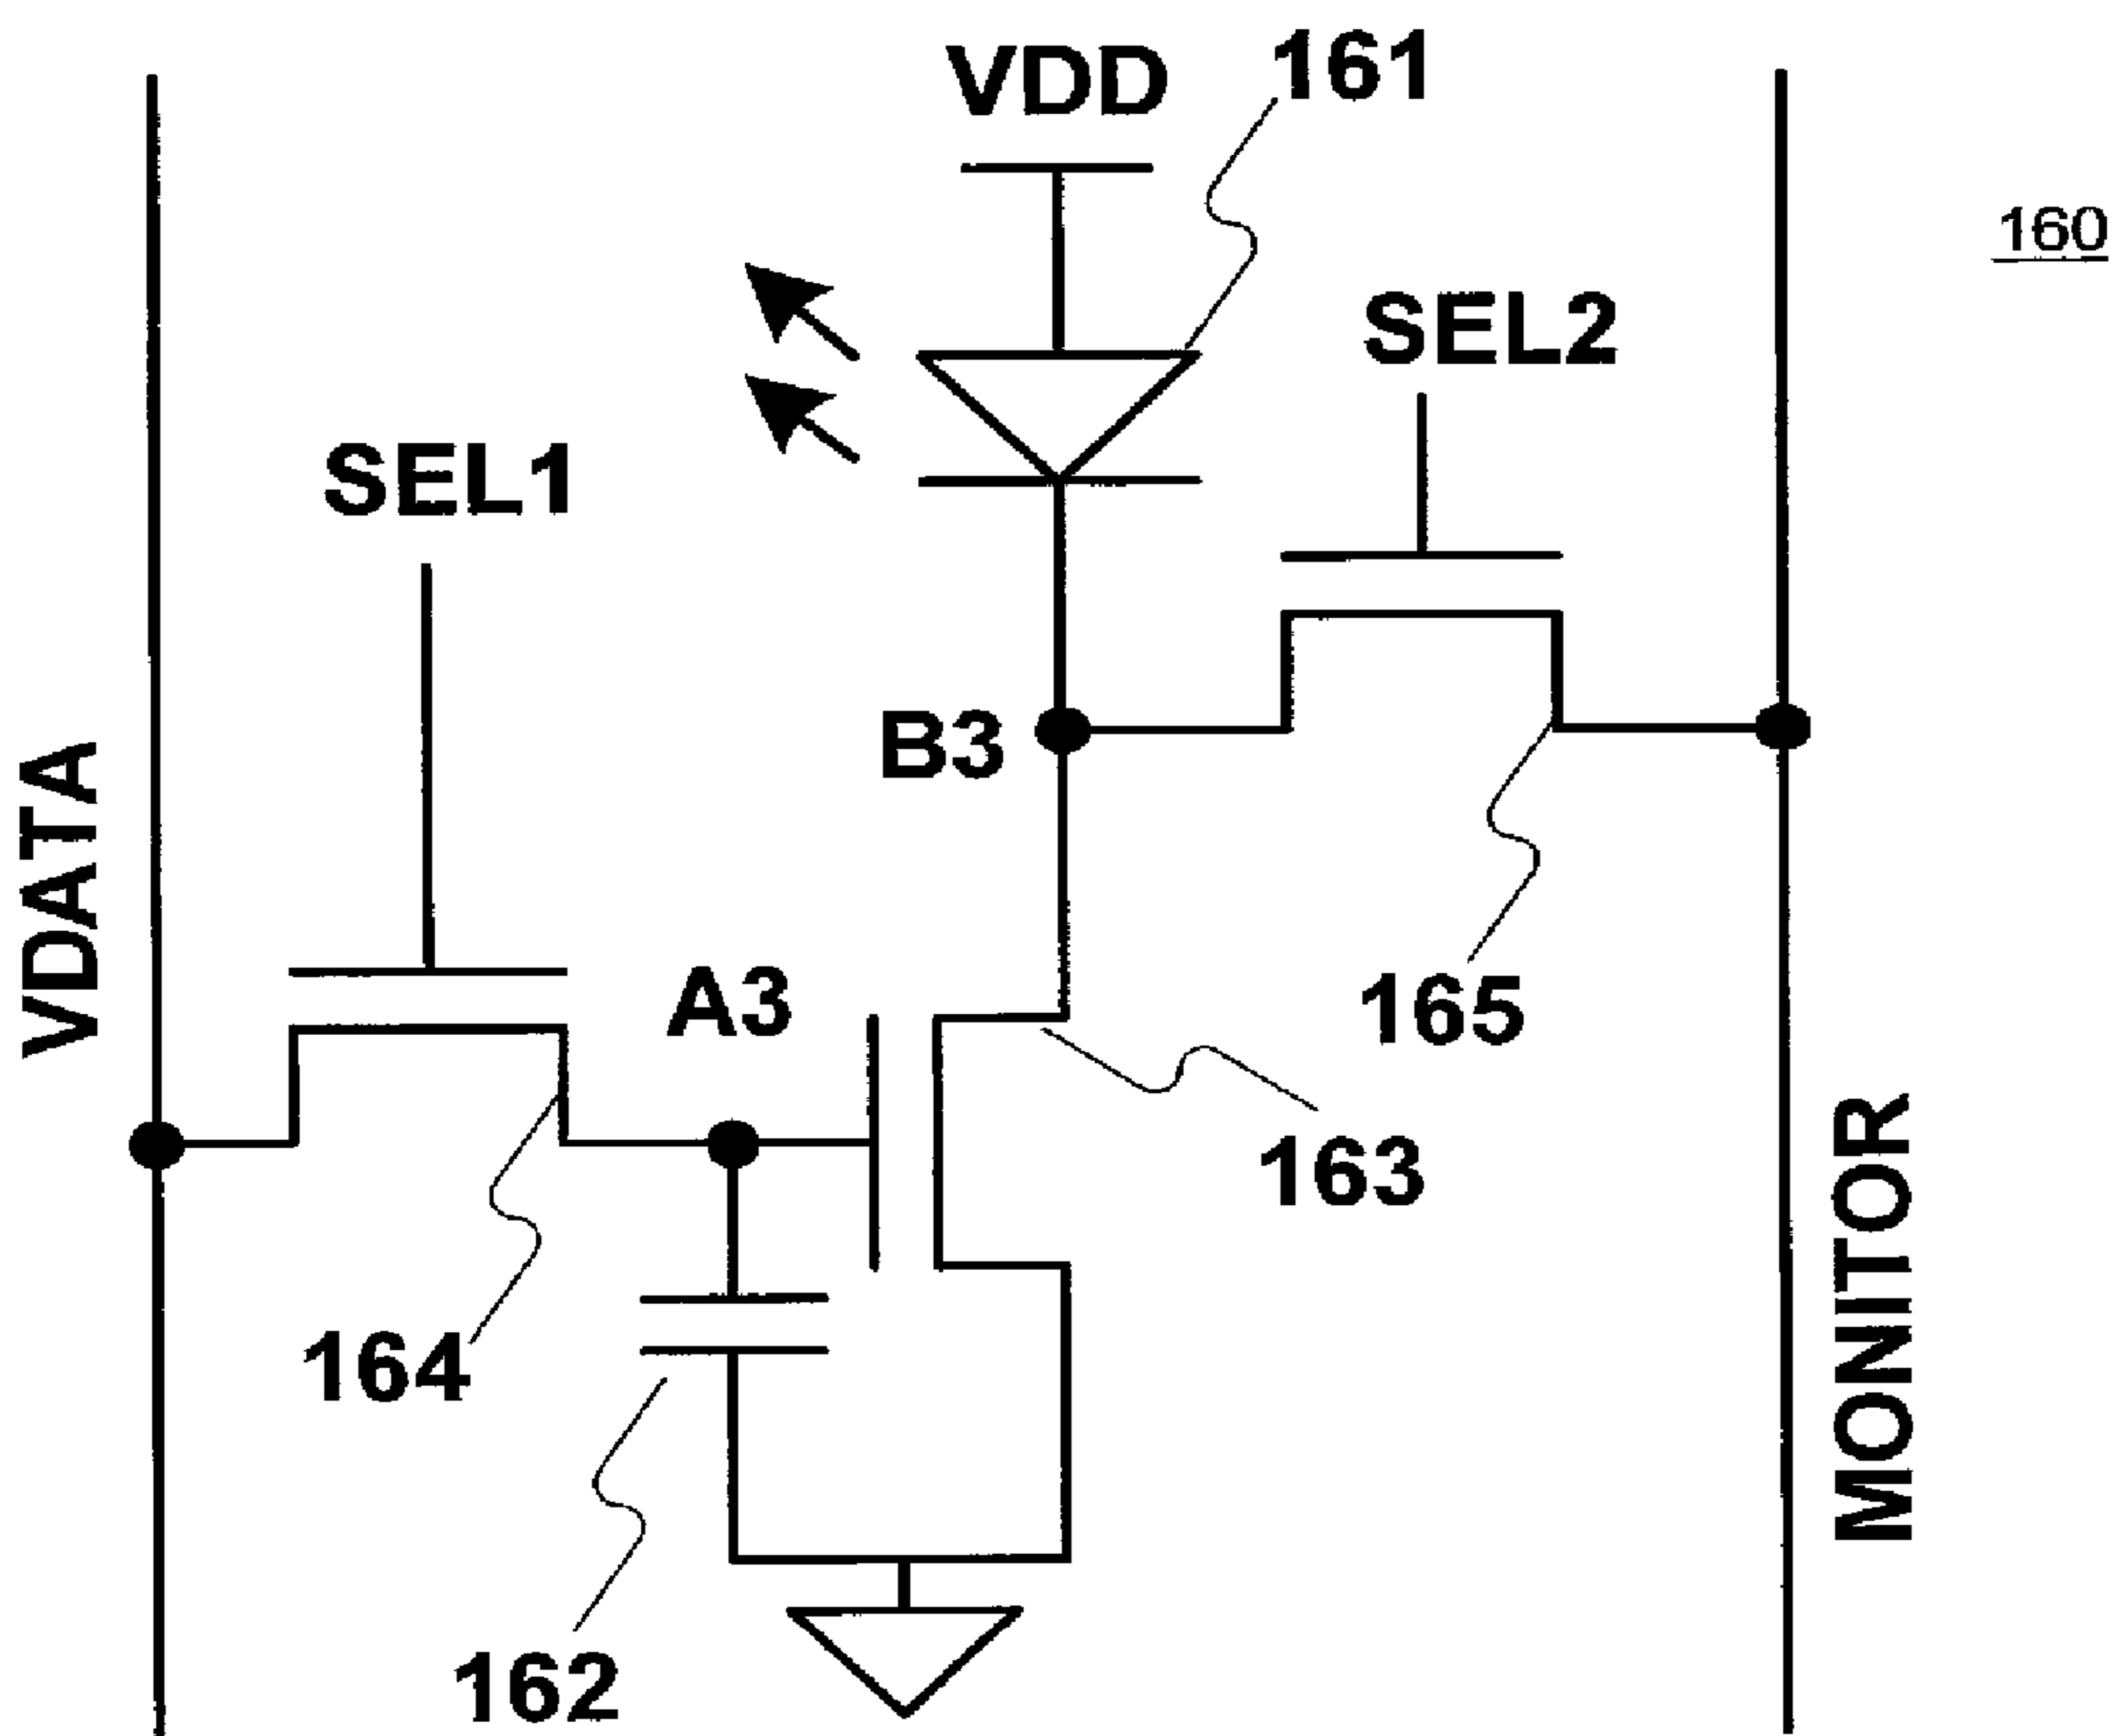 VDD
161
160
SEL2
SEL1
B3
VDATA
A3
165
163
164
MONITOR
162